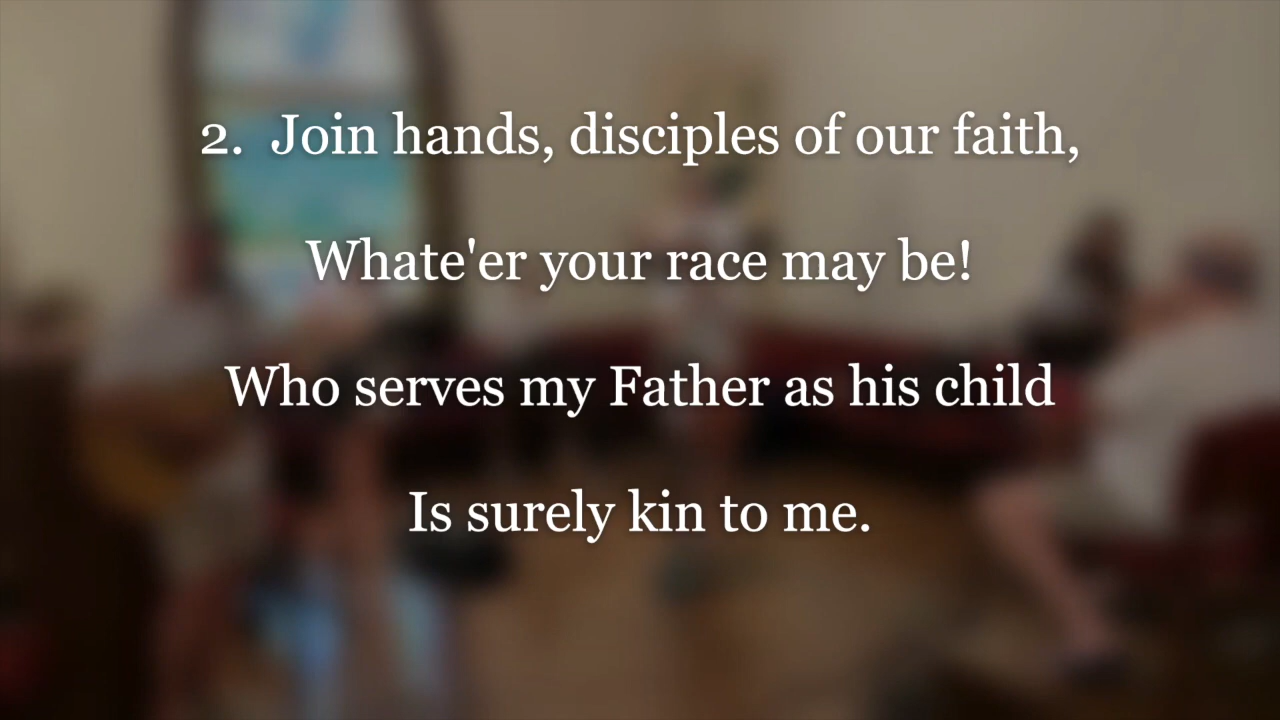 2. Join hands, disciples of our faith,
Whate'er your race may be!
Who serves my Father as his child
Is surely kin to me.